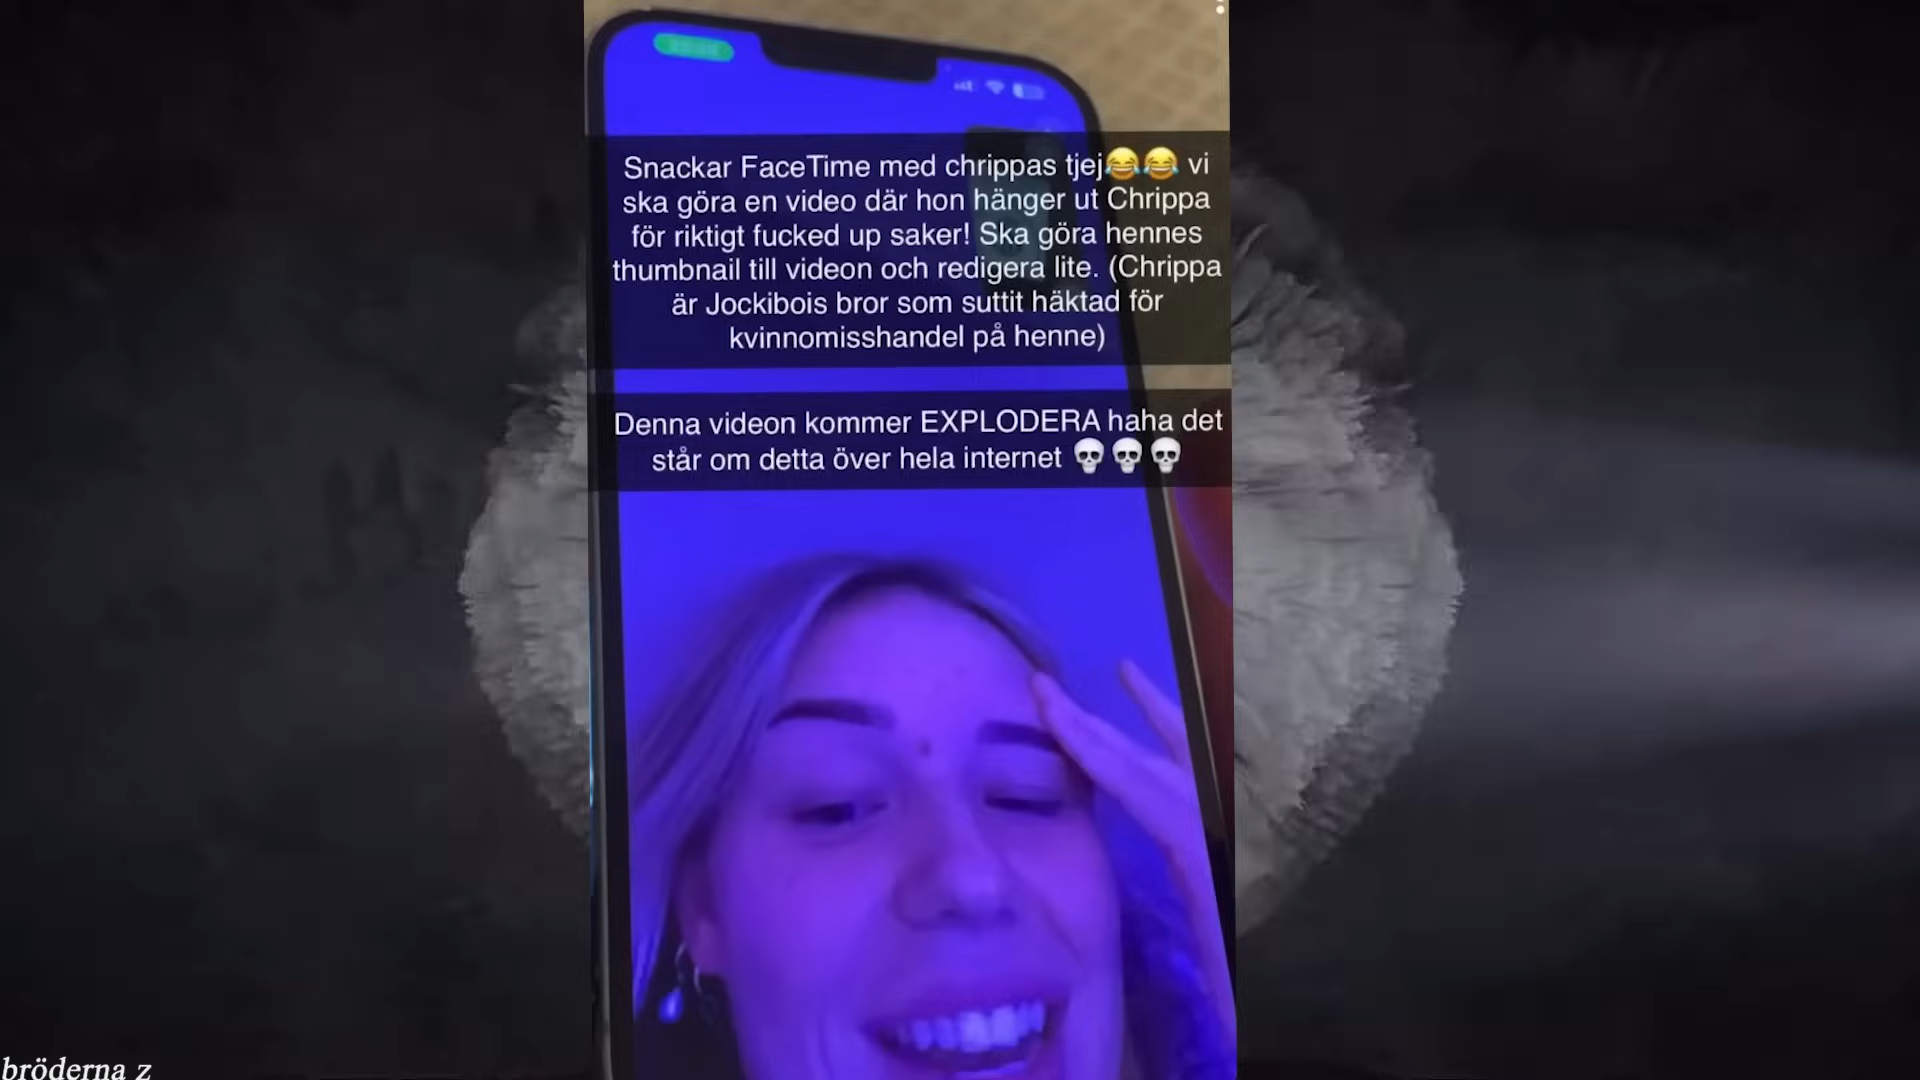 Snackar FaceTime med chrippas tjej😂😂 vi
ska göra en video där hon hänger ut Chrippa
för riktigt fucked up saker! Ska göra hennes
thumbnail till videon och redigera lite. (Chrippa
är Jockibois bror som suttit häktad för
kvinnomisshandel på henne)
Denna videon kommer EXPLODERA haha det
står om detta över hela internet 💀💀💀
bröderna z